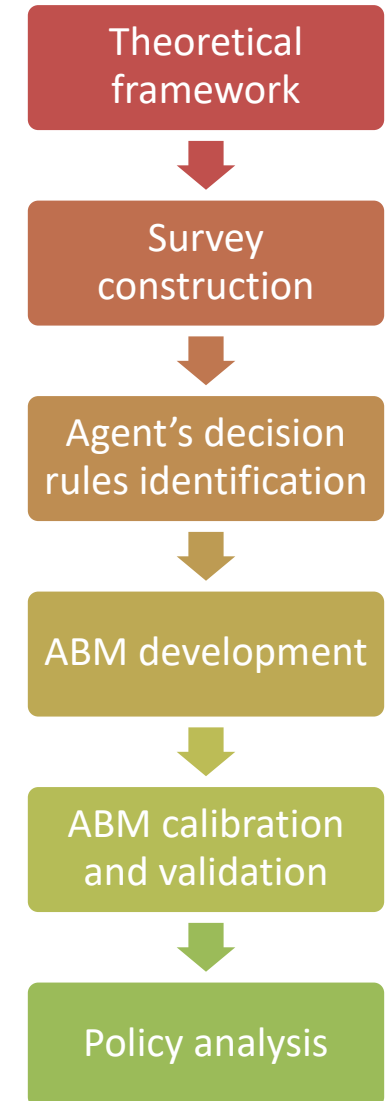 Theoretical
framework
Survey
construction
Agent’s decision
rules identification
ABM development
ABM calibration
and validation
Policy analysis